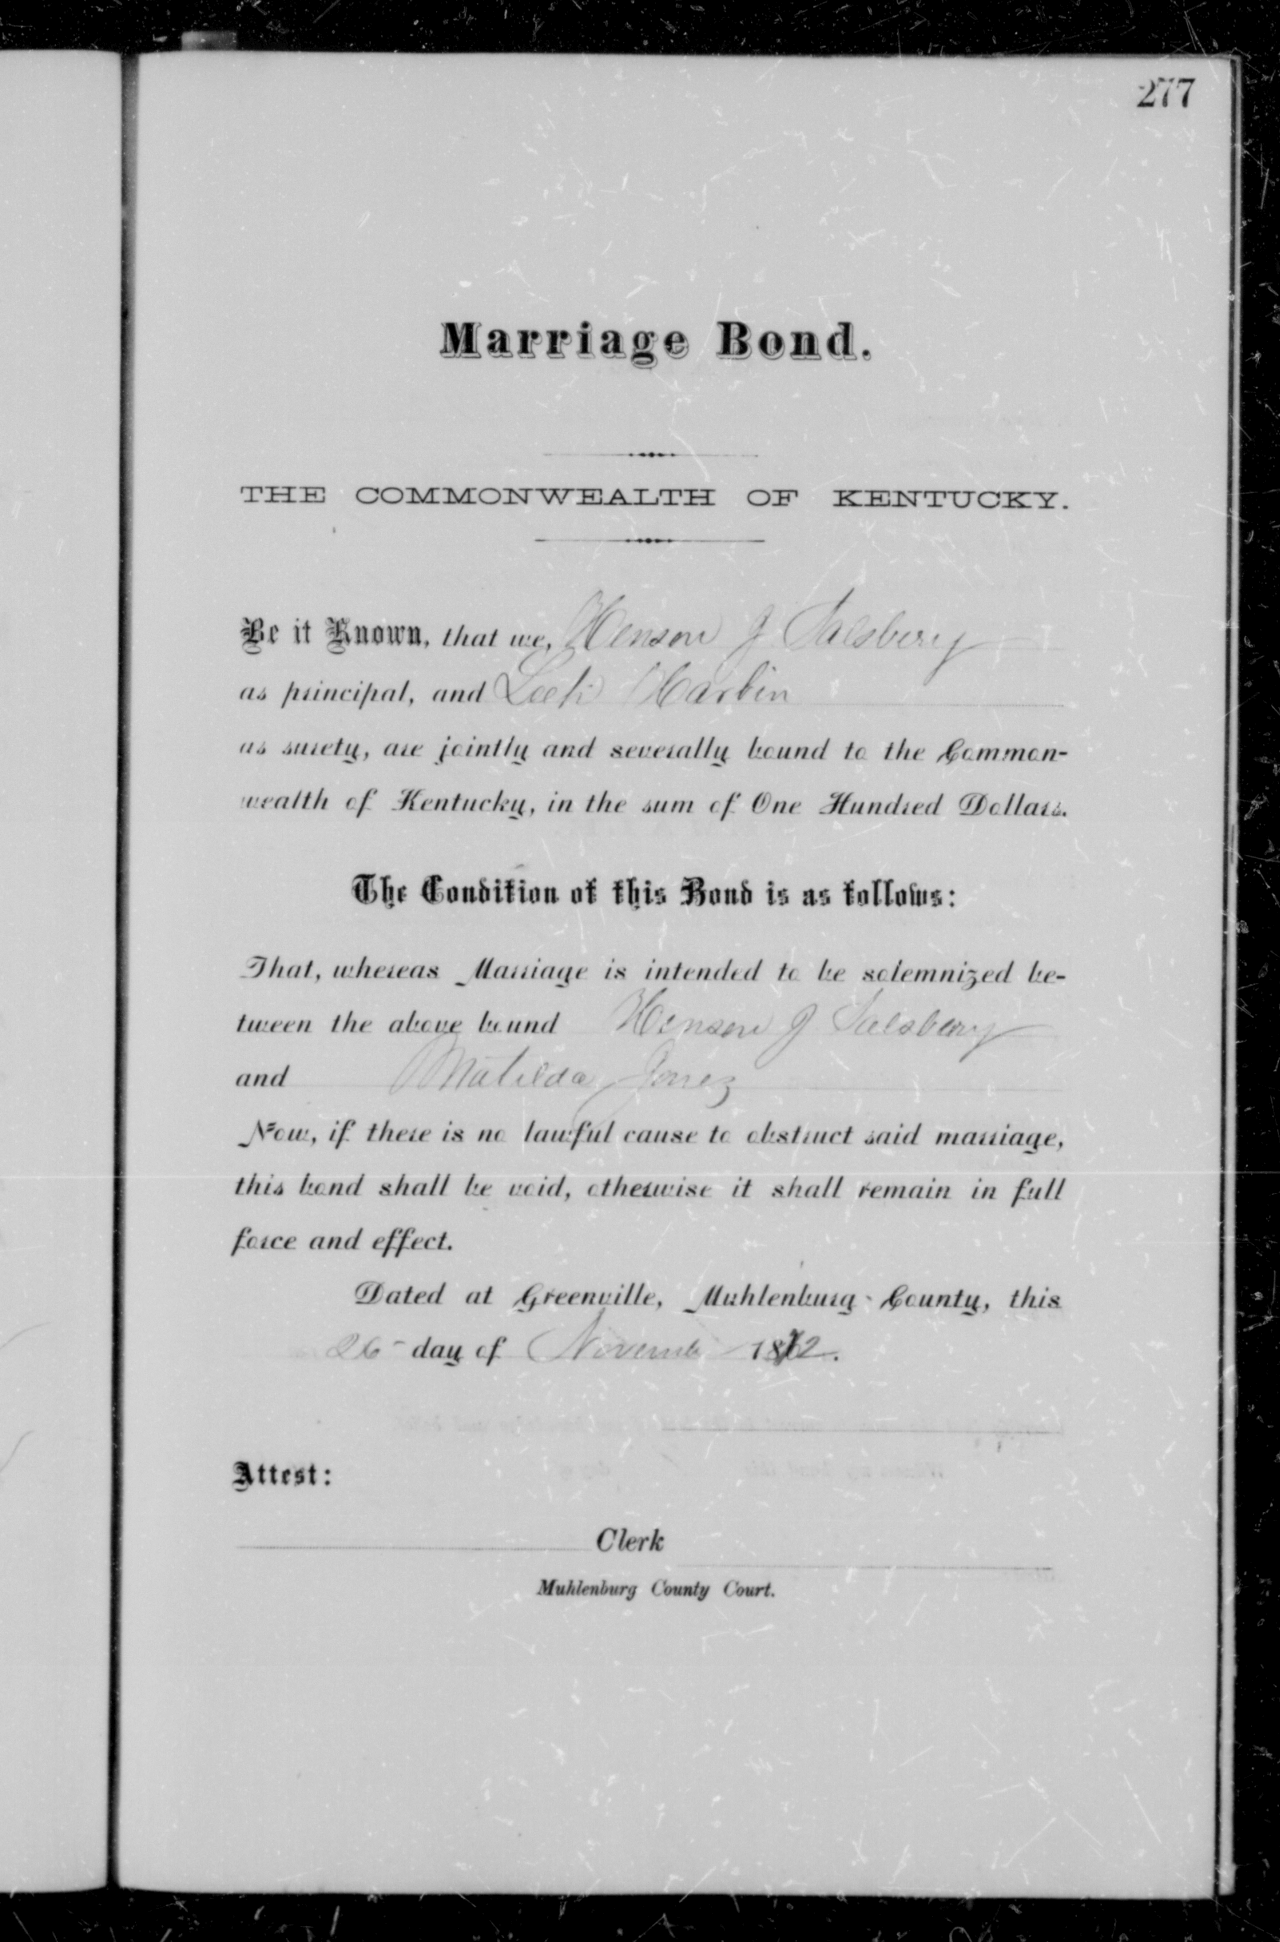 277
Marriage Bond.
THE COMMONWEALTH OF KENTUCKY.
Be it Known, that we, Henson J Salsbery
as principal, and Harbin
as surety, are jointly and severally bound to the Common-
wealth of Kentucky, in the sum of One Hundred Dollars.
The Condition of this Bond is as follows:
That, whereas Marriage is intended to be solemnized be-
tween the above bound Henson J Salsbery
and Matilda Jones
Now, if there is no lawful cause to obstruct said marriage,
this bond shall be void, otherwise it shall remain in full
force and effect.
Dated at Greenville, Muhlenburg County, this
26 day of Novemb 1872.
Attest:
Clerk
Muhlenburg County Court.